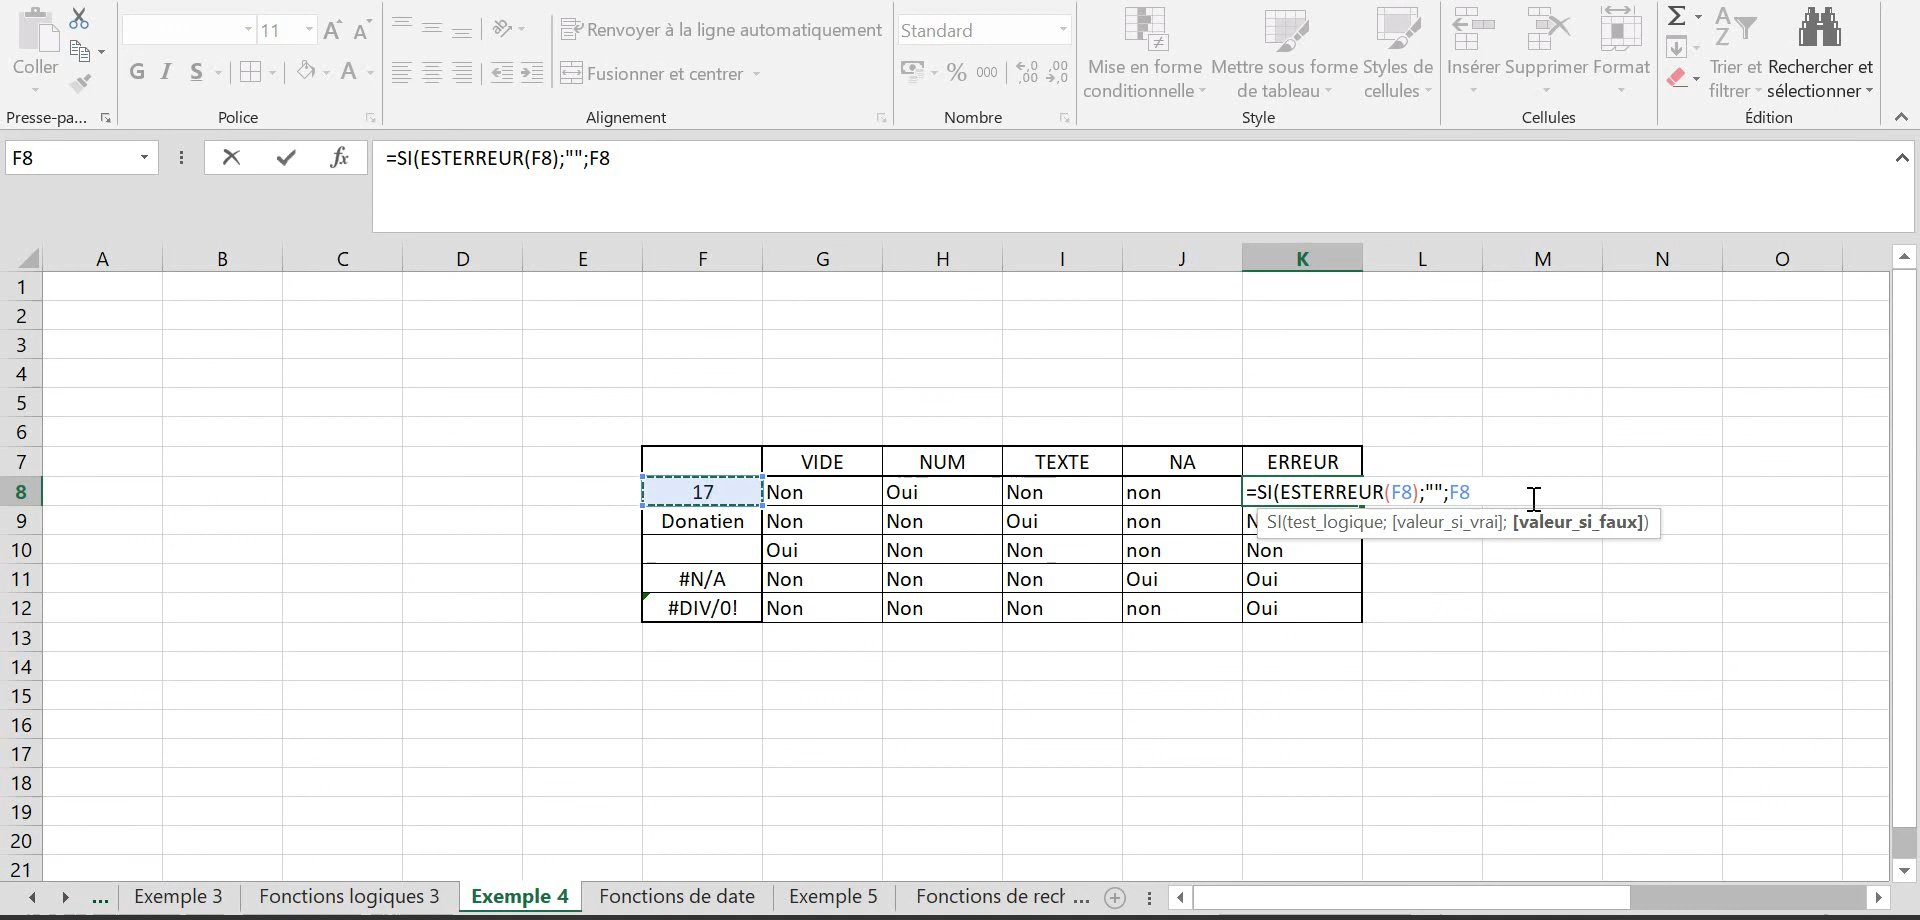 11
Renvoyer à la ligne automatiquement
Standard
Coller
G I S
A
Fusionner et centrer
% 000
Mise en forme conditionnelle
Mettre sous forme de tableau
Styles de cellules
Insérer
Supprimer
Format
Trier et filtrer
Rechercher et sélectionner
Presse-pa...
Police
Alignement
Nombre
Style
Cellules
Édition
F8
fx
=SI(ESTERREUR(F8);"";F8
A B C D E F G H I J K L M N O
1
2
3
4
5
6
7 VIDE NUM TEXTE NA ERREUR
8 17 Non Oui Non non =SI(ESTERREUR(F8);"";F8
9 Donatien Non Non Oui non N
SI(test_logique; [valeur_si_vrai]; [valeur_si_faux])
10 Oui Non Non non Non
11 #N/A Non Non Non Oui Oui
12 #DIV/0! Non Non Non non Oui
13
14
15
16
17
18
19
20
21
... Exemple 3 Fonctions logiques 3 Exemple 4 Fonctions de date Exemple 5 Fonctions de recl ...